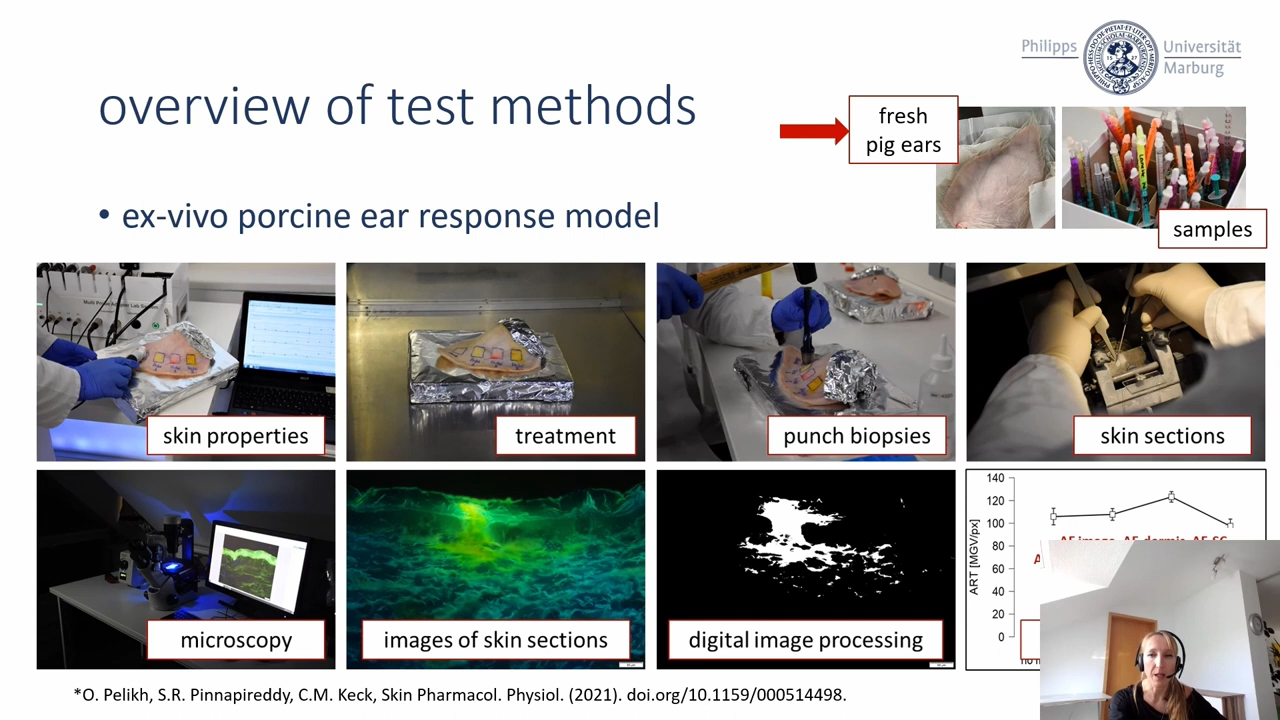 Philipps Universität
Marburg
overview of test methods
fresh
pig ears
samples
• ex-vivo porcine ear response model
skin properties
treatment
punch biopsies
skin sections
microscopy
images of skin sections
digital image processing
ART [MGV/px]
140
120
100
80
60
40
20
0
*O. Pelikh, S.R. Pinnapireddy, C.M. Keck, Skin Pharmacol. Physiol. (2021). doi.org/10.1159/000514498.